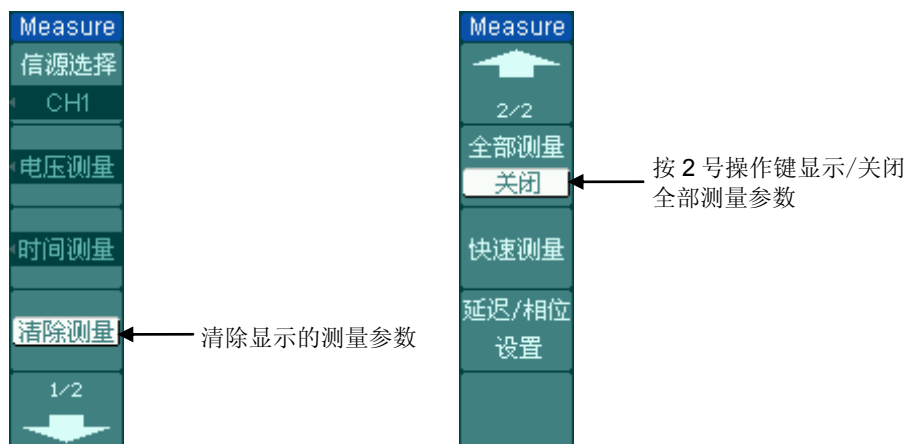 Measure
信源选择
CH1
电压测量
时间测量
清除测量
1/2
清除显示的测量参数
Measure
2/2
全部测量
关闭
快速测量
延迟/相位
设置
按 2 号操作键显示/关闭
全部测量参数